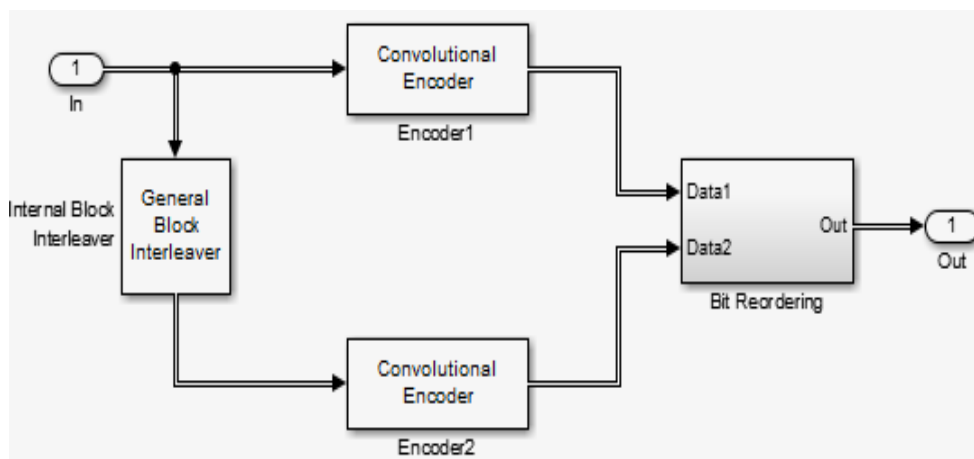 1
In
Convolutional
Encoder
Encoder1
Internal Block
Interleaver
General
Block
Interleaver
Data1
Data2
Out
Bit Reordering
1
Out
Convolutional
Encoder
Encoder2